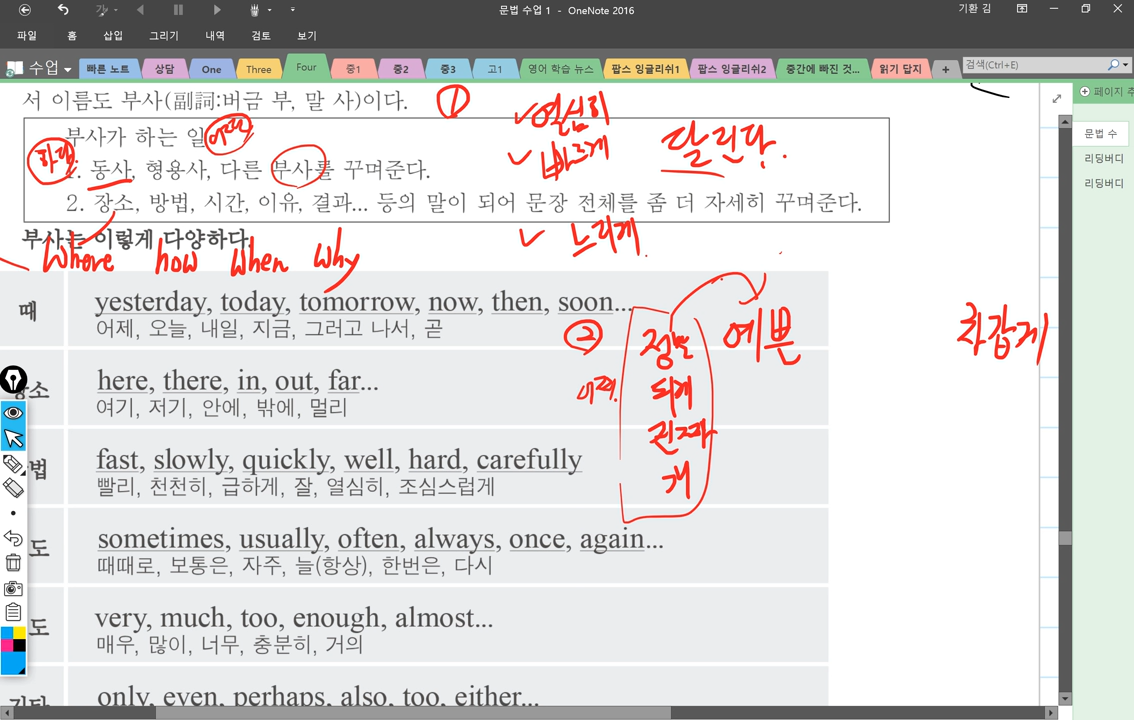 문법 수업 1 - OneNote 2016
기환 김
파일 홈 삽입 그리기 내역 검토 보기
수업 빠른 노트 상담 One Three Four 중1 중2 중3 고1 영어 학습 뉴스 팝스 잉글리쉬1 팝스 잉글리쉬2 중간에 빠진 것... 읽기 답지 + 검색(Ctrl+E)
페이지 추
문법 수
리딩버디
리딩버디
서 이름도 부사(副詞:버금 부, 말 사)이다.
① 열심히
부사가 하는 일
바르게 달린다.
1. 동사, 형용사, 다른 부사를 꾸며준다.
2. 장소, 방법, 시간, 이유, 결과... 등의 말이 되어 문장 전체를 좀 더 자세히 꾸며준다.
부사는 이렇게 다양하다.
느리게
where how when why
때 yesterday, today, tomorrow, now, then, soon...
어제, 오늘, 내일, 지금, 그러고 나서, 곧
② 정말 예쁜
차갑게
장소 here, there, in, out, far...
여기, 저기, 안에, 밖에, 멀리
되게
진짜
개
법 fast, slowly, quickly, well, hard, carefully
빨리, 천천히, 급하게, 잘, 열심히, 조심스럽게
도 sometimes, usually, often, always, once, again...
때때로, 보통은, 자주, 늘(항상), 한번은, 다시
도 very, much, too, enough, almost...
매우, 많이, 너무, 충분히, 거의
기타 only, even, perhaps, also, too, either...